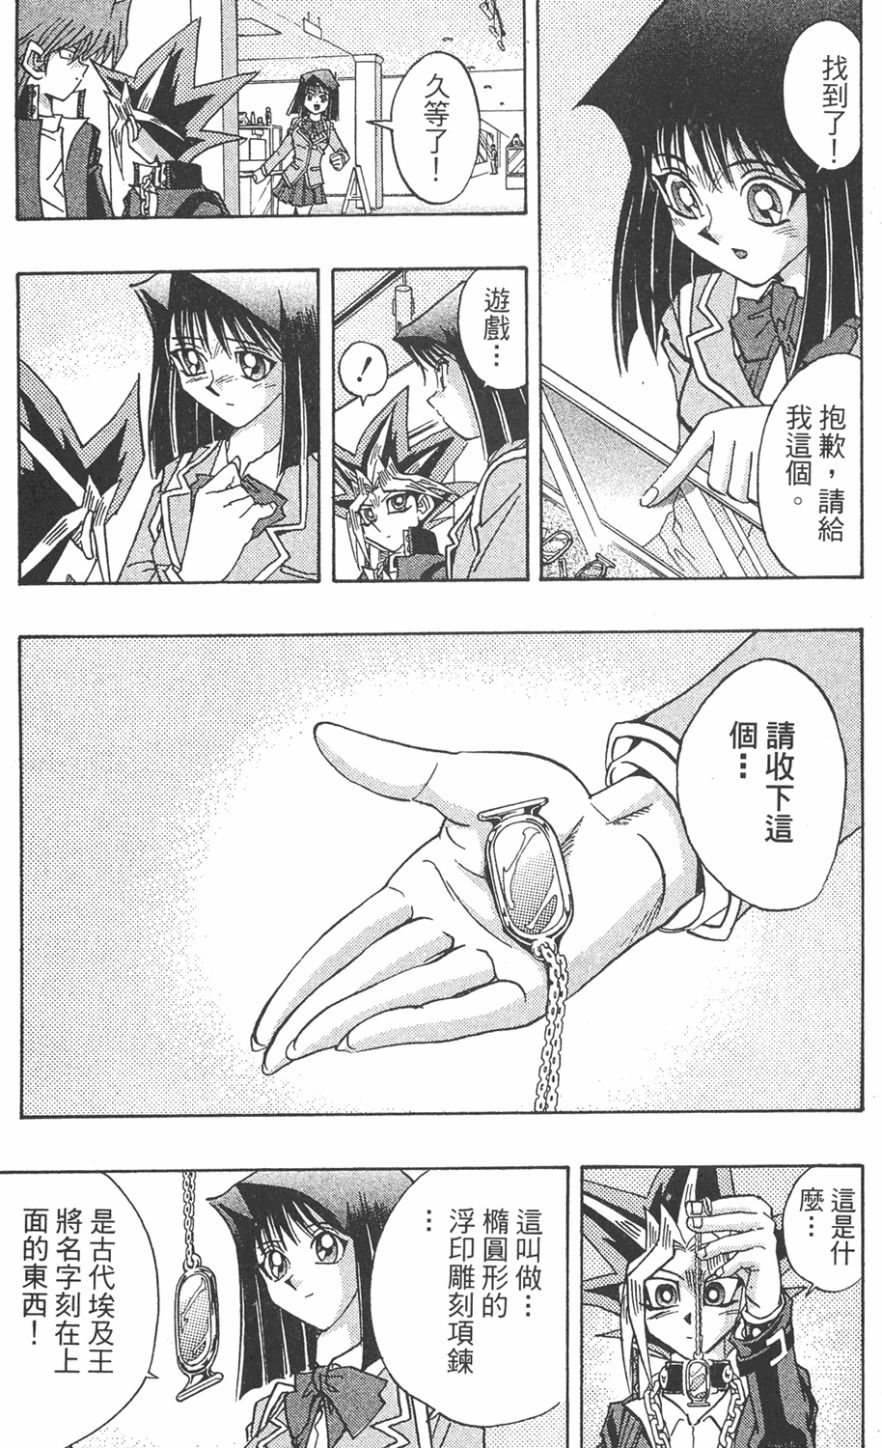 找到了！
抱歉，請給
我這個。
久等了！
遊戲…
！
請收下這
個…
這是什
麼…
這叫做…
橢圓形的
浮印雕刻項鍊
…
是古代埃及王
將名字刻在上
面的東西！